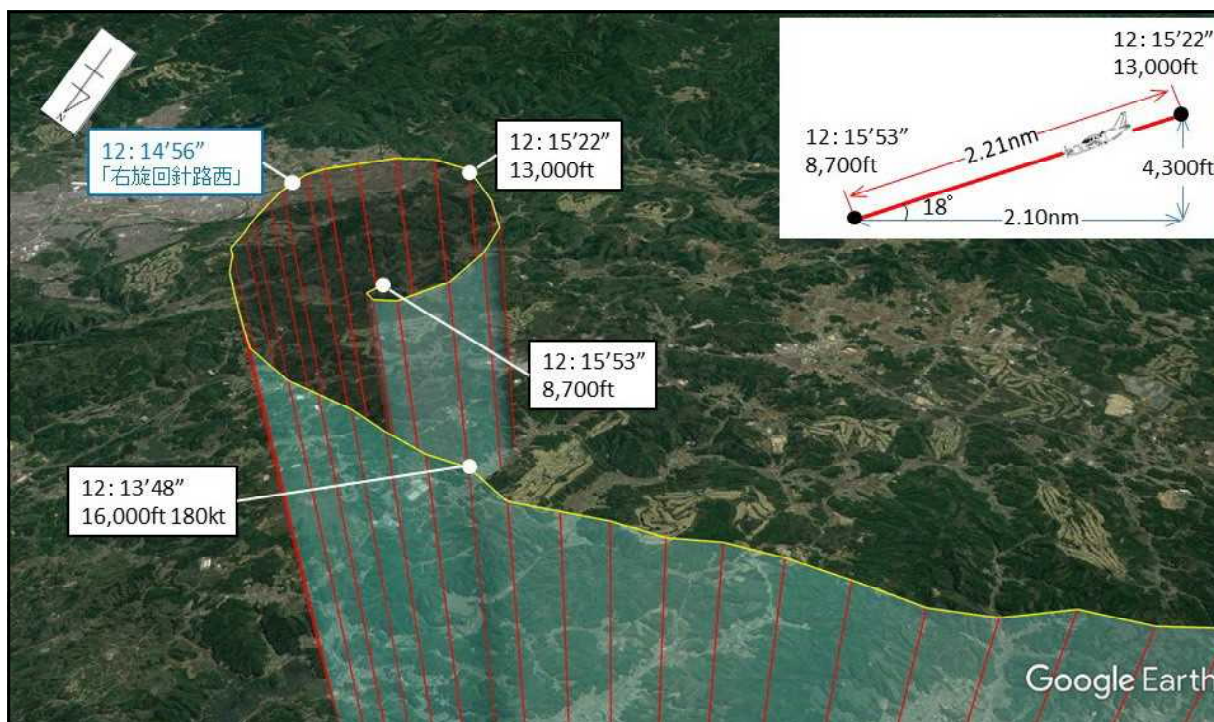 N
12: 14’56”
「右旋回針路西」
12: 15’22”
13,000ft
12: 15’53”
8,700ft
12: 13’48”
16,000ft 180kt
12: 15’22”
13,000ft
12: 15’53”
8,700ft
2.21nm
4,300ft
18°
2.10nm
Google Earth